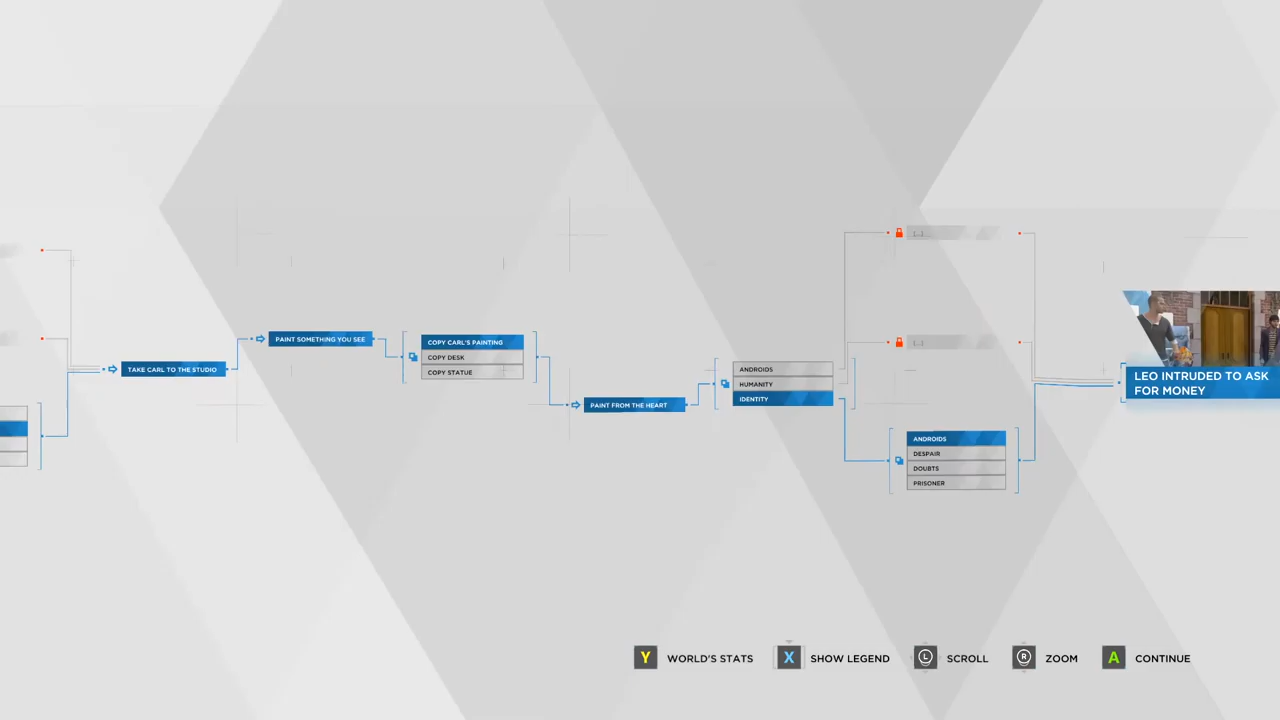 TAKE CARL TO THE STUDIO
PAINT SOMETHING YOU SEE
COPY CARL'S PAINTING
COPY DESK
COPY STATUE
PAINT FROM THE HEART
ANDROIDS
HUMANITY
IDENTITY
[...]
[...]
ANDROIDS
DESPAIR
DOUBTS
PRISONER
LEO INTRUDED TO ASK
FOR MONEY
Y WORLD'S STATS
X SHOW LEGEND
L SCROLL
R ZOOM
A CONTINUE